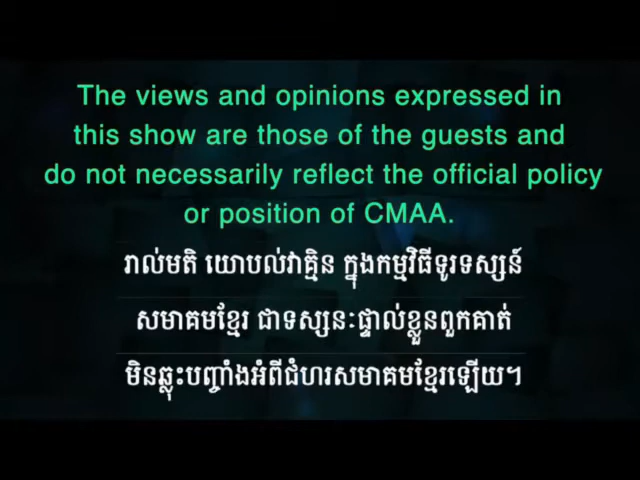 The views and opinions expressed in
this show are those of the guests and
do not necessarily reflect the official policy
or position of CMAA.
រាល់មតិ យោបល់វាគ្មិន ក្នុងកម្មវិធីទូរទស្សន៍
សមាគមខ្មែរ ជាទស្សនៈផ្ទាល់ខ្លួនពួកគាត់
មិនឆ្លុះបញ្ចាំងអំពីជំហរសមាគមខ្មែរឡើយ។